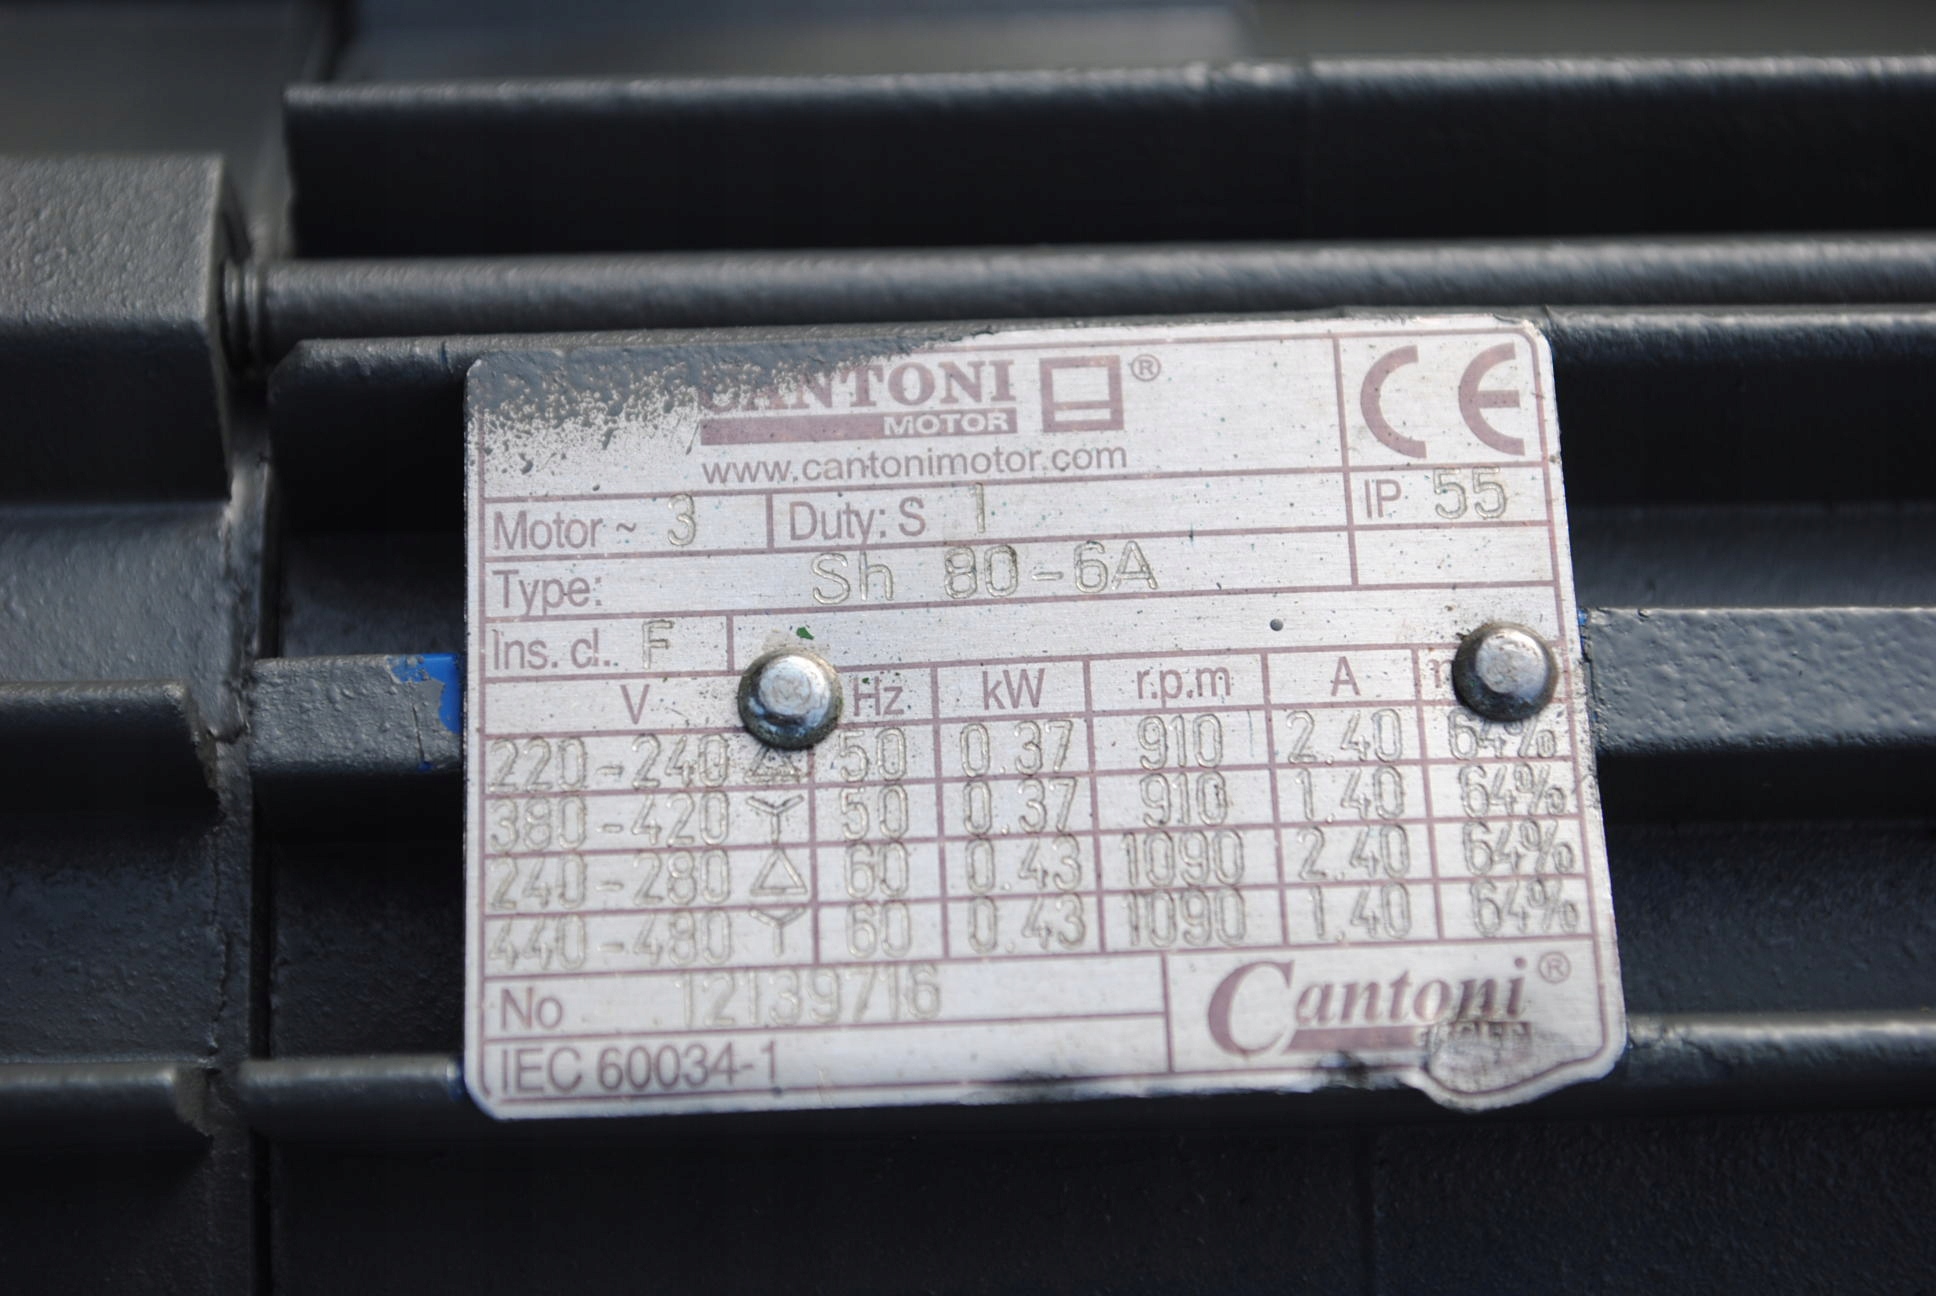 CANTONI ®
MOTOR
www.cantonimotor.com
CE
Motor ~ 3 Duty: S 1 IP 55
Type: Sh 80-6A
Ins. cl.. F
V Hz kW r.p.m A
220-240 △ 50 0.37 910 2.40 64%
380-420 Y 50 0.37 910 1.40 64%
240-280 △ 60 0.43 1090 2.40 64%
440-480 Y 60 0.43 1090 1.40 64%
No 12139716
Cantoni ®
IEC 60034-1